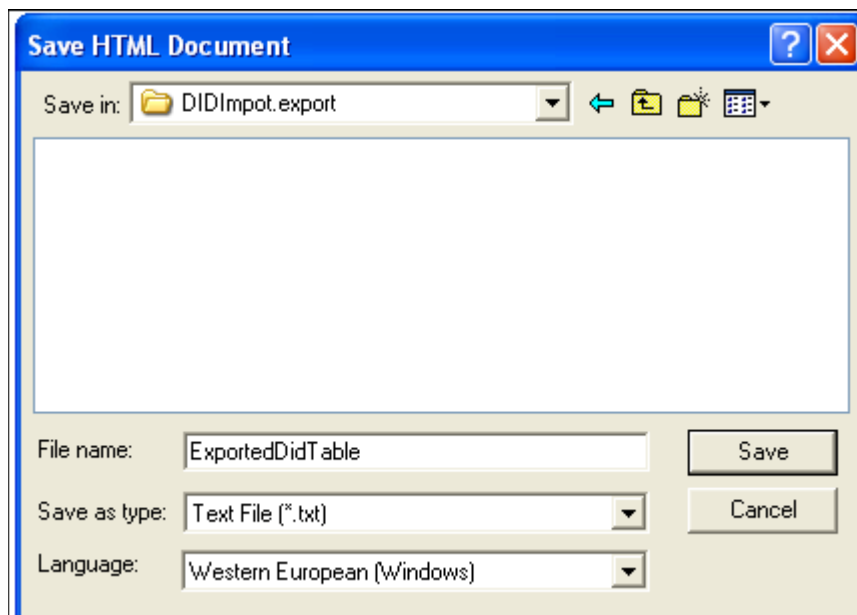 Save HTML Document
Save in: DIDImpot.export
File name: ExportedDidTable Save
Save as type: Text File (*.txt) Cancel
Language: Western European (Windows)